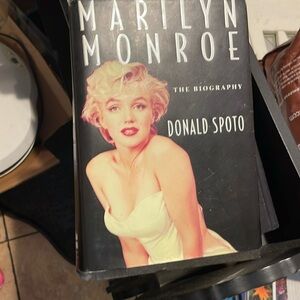 MARILYN
MONROE
THE BIOGRAPHY
DONALD SPOTO